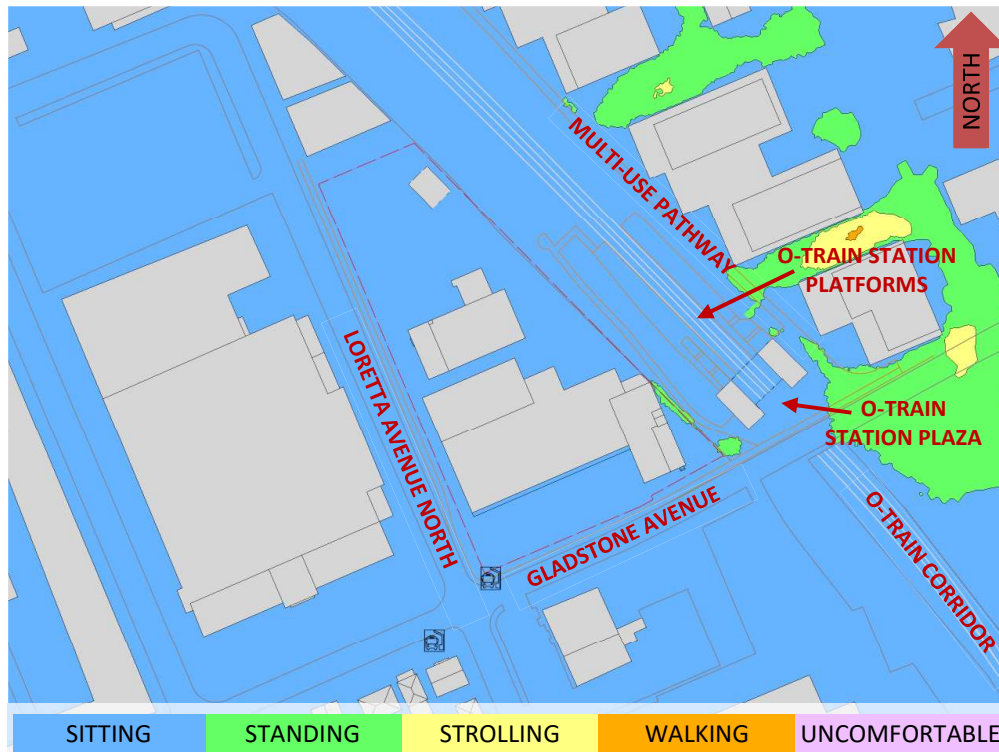 NORTH
MULTI-USE PATHWAY
O-TRAIN STATION
PLATFORMS
LORETTA AVENUE NORTH
O-TRAIN
STATION PLAZA
GLADSTONE AVENUE
O-TRAIN CORRIDOR
SITTING
STANDING
STROLLING
WALKING
UNCOMFORTABLE